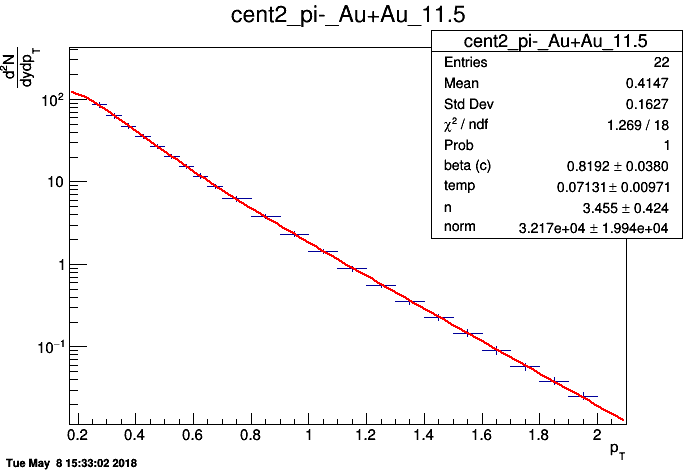 cent2_pi-_Au+Au_11.5
d²N
dydp_T
cent2_pi-_Au+Au_11.5
Entries 22
Mean 0.4147
Std Dev 0.1627
χ² / ndf 1.269 / 18
Prob 1
beta (c) 0.8192 ± 0.0380
temp 0.07131 ± 0.00971
n 3.455 ± 0.424
norm 3.217e+04 ± 1.994e+04
10²
10
1
10⁻¹
0.2 0.4 0.6 0.8 1 1.2 1.4 1.6 1.8 2
p_T
Tue May 8 15:33:02 2018